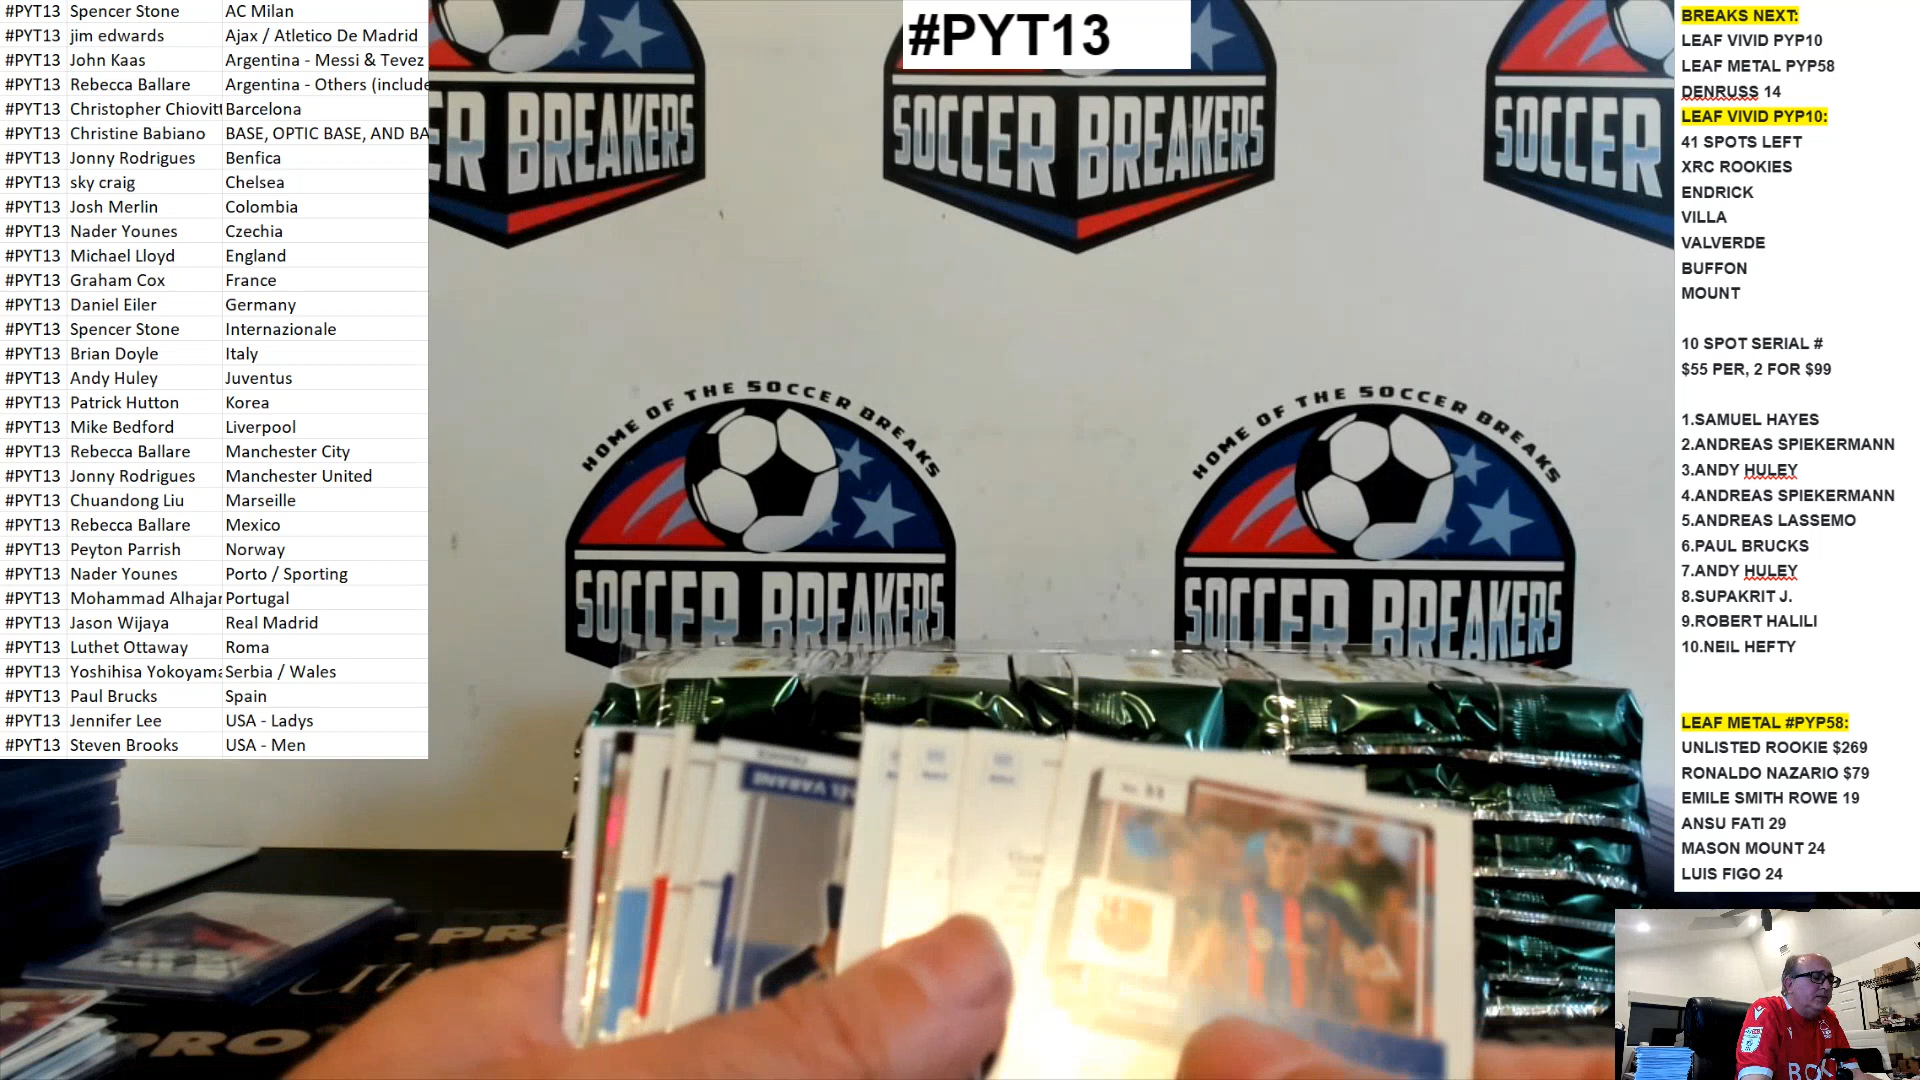 #PYT13 Spencer Stone AC Milan
#PYT13 jim edwards Ajax / Atletico De Madrid
#PYT13 John Kaas Argentina - Messi & Tevez
#PYT13 Rebecca Ballare Argentina - Others (include
#PYT13 Christopher Chiovitt Barcelona
#PYT13 Christine Babiano BASE, OPTIC BASE, AND BA
#PYT13 Jonny Rodrigues Benfica
#PYT13 sky craig Chelsea
#PYT13 Josh Merlin Colombia
#PYT13 Nader Younes Czechia
#PYT13 Michael Lloyd England
#PYT13 Graham Cox France
#PYT13 Daniel Eiler Germany
#PYT13 Spencer Stone Internazionale
#PYT13 Brian Doyle Italy
#PYT13 Andy Huley Juventus
#PYT13 Patrick Hutton Korea
#PYT13 Mike Bedford Liverpool
#PYT13 Rebecca Ballare Manchester City
#PYT13 Jonny Rodrigues Manchester United
#PYT13 Chuandong Liu Marseille
#PYT13 Rebecca Ballare Mexico
#PYT13 Peyton Parrish Norway
#PYT13 Nader Younes Porto / Sporting
#PYT13 Mohammad Alhajar Portugal
#PYT13 Jason Wijaya Real Madrid
#PYT13 Luthet Ottaway Roma
#PYT13 Yoshihisa Yokoyama Serbia / Wales
#PYT13 Paul Brucks Spain
#PYT13 Jennifer Lee USA - Ladys
#PYT13 Steven Brooks USA - Men
#PYT13
ER BREAKERS
SOCCER BREAKERS
SOCCER
HOME OF THE SOCCER BREAKS
SOCCER BREAKERS
HOME OF THE SOCCER BREAKS
SOCCER BREAKERS
VARANE
No. 11
PRO
PRO
BREAKS NEXT:
LEAF VIVID PYP10
LEAF METAL PYP58
DENRUSS 14
LEAF VIVID PYP10:
41 SPOTS LEFT
XRC ROOKIES
ENDRICK
VILLA
VALVERDE
BUFFON
MOUNT
10 SPOT SERIAL #
$55 PER, 2 FOR $99
1.SAMUEL HAYES
2.ANDREAS SPIEKERMANN
3.ANDY HULEY
4.ANDREAS SPIEKERMANN
5.ANDREAS LASSEMO
6.PAUL BRUCKS
7.ANDY HULEY
8.SUPAKRIT J.
9.ROBERT HALILI
10.NEIL HEFTY
LEAF METAL #PYP58:
UNLISTED ROOKIE $269
RONALDO NAZARIO $79
EMILE SMITH ROWE 19
ANSU FATI 29
MASON MOUNT 24
LUIS FIGO 24